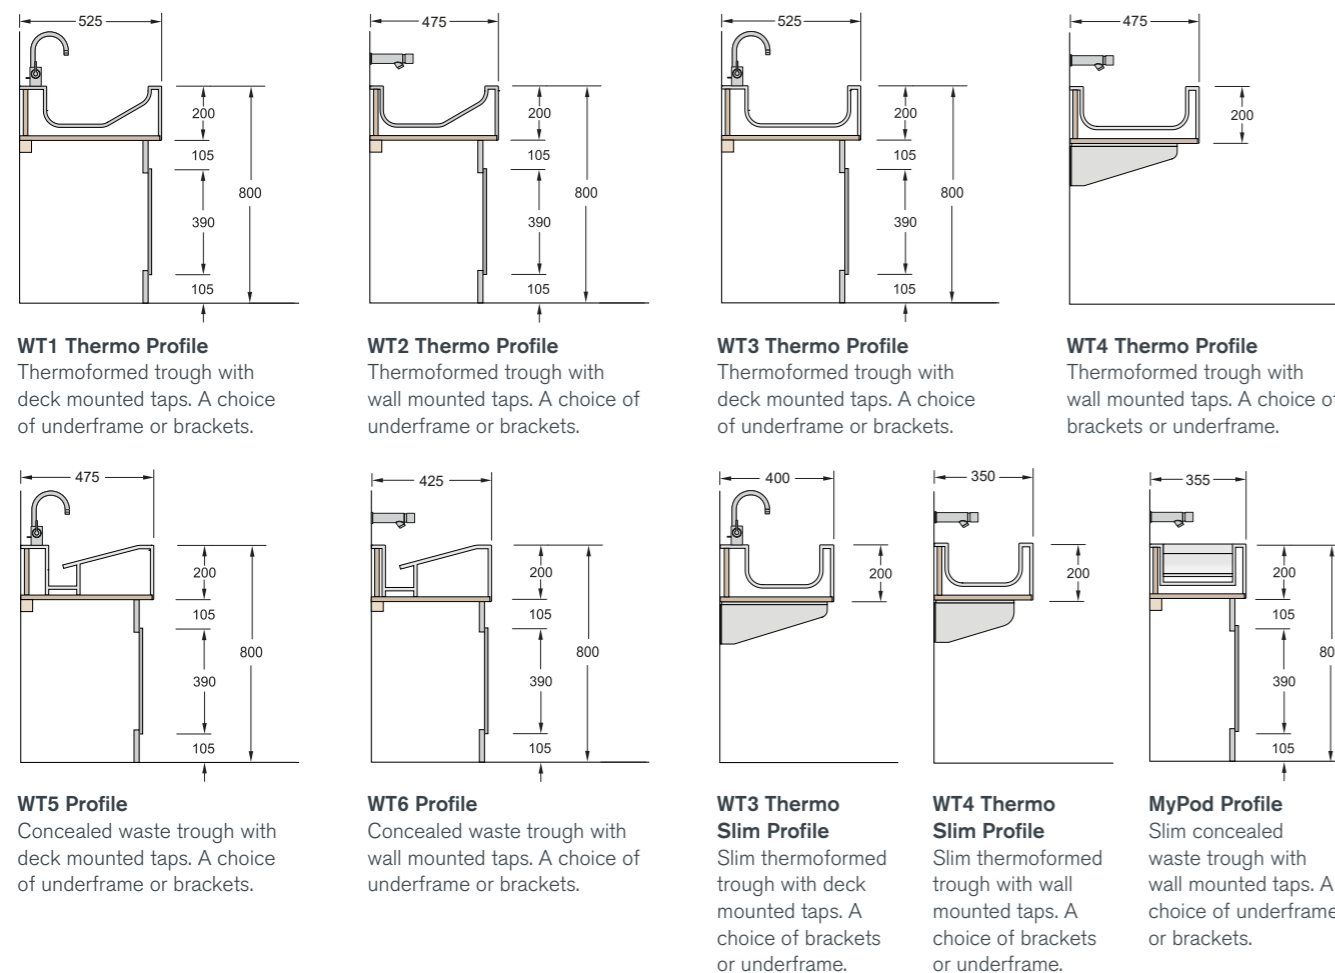 525
200
105
390
105
800
WT1 Thermo Profile
Thermoformed trough with
deck mounted taps. A choice
of underframe or brackets.
475
200
105
390
105
800
WT2 Thermo Profile
Thermoformed trough with
wall mounted taps. A choice of
underframe or brackets.
525
200
105
390
105
800
WT3 Thermo Profile
Thermoformed trough with
deck mounted taps. A choice
of underframe or brackets.
475
200
WT4 Thermo Profile
Thermoformed trough with
wall mounted taps. A choice of
brackets or underframe.
475
200
105
390
105
800
WT5 Profile
Concealed waste trough with
deck mounted taps. A choice
of underframe or brackets.
425
200
105
390
105
800
WT6 Profile
Concealed waste trough with
wall mounted taps. A choice of
underframe or brackets.
400
200
WT3 Thermo
Slim Profile
Slim thermoformed
trough with deck
mounted taps. A
choice of brackets
or underframe.
350
200
WT4 Thermo
Slim Profile
Slim thermoformed
trough with wall
mounted taps. A
choice of brackets
or underframe.
355
200
105
390
105
80
MyPod Profile
Slim concealed
waste trough with
wall mounted taps. A
choice of underframe
or brackets.